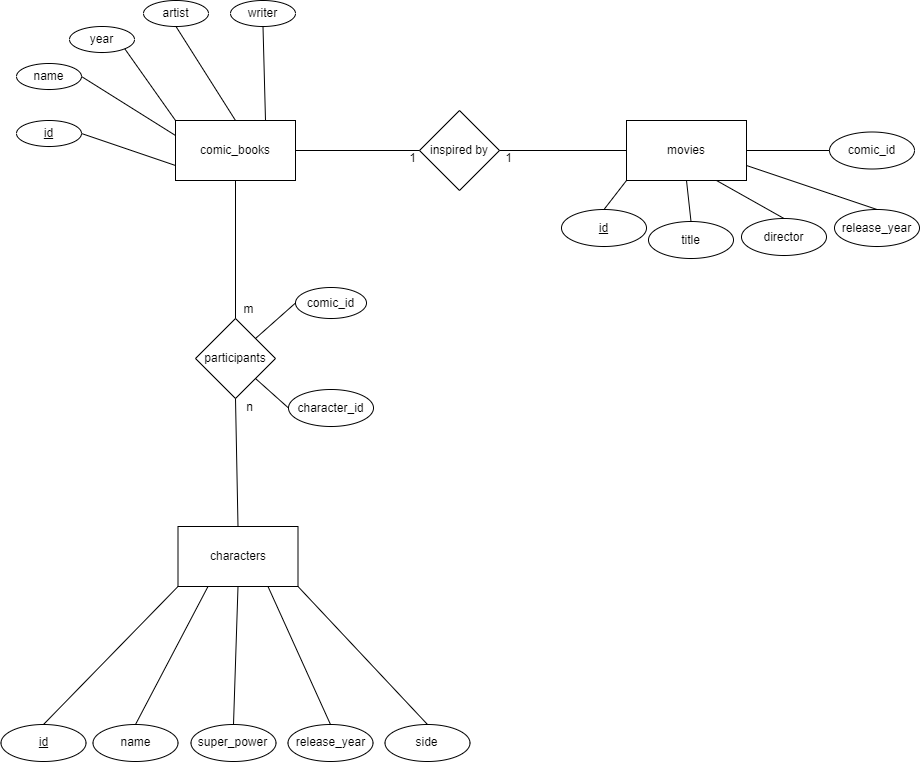 artist
writer
year
name
id
comic_books
1
inspired by
1
movies
comic_id
id
title
director
release_year
m
comic_id
participants
character_id
n
characters
id
name
super_power
release_year
side